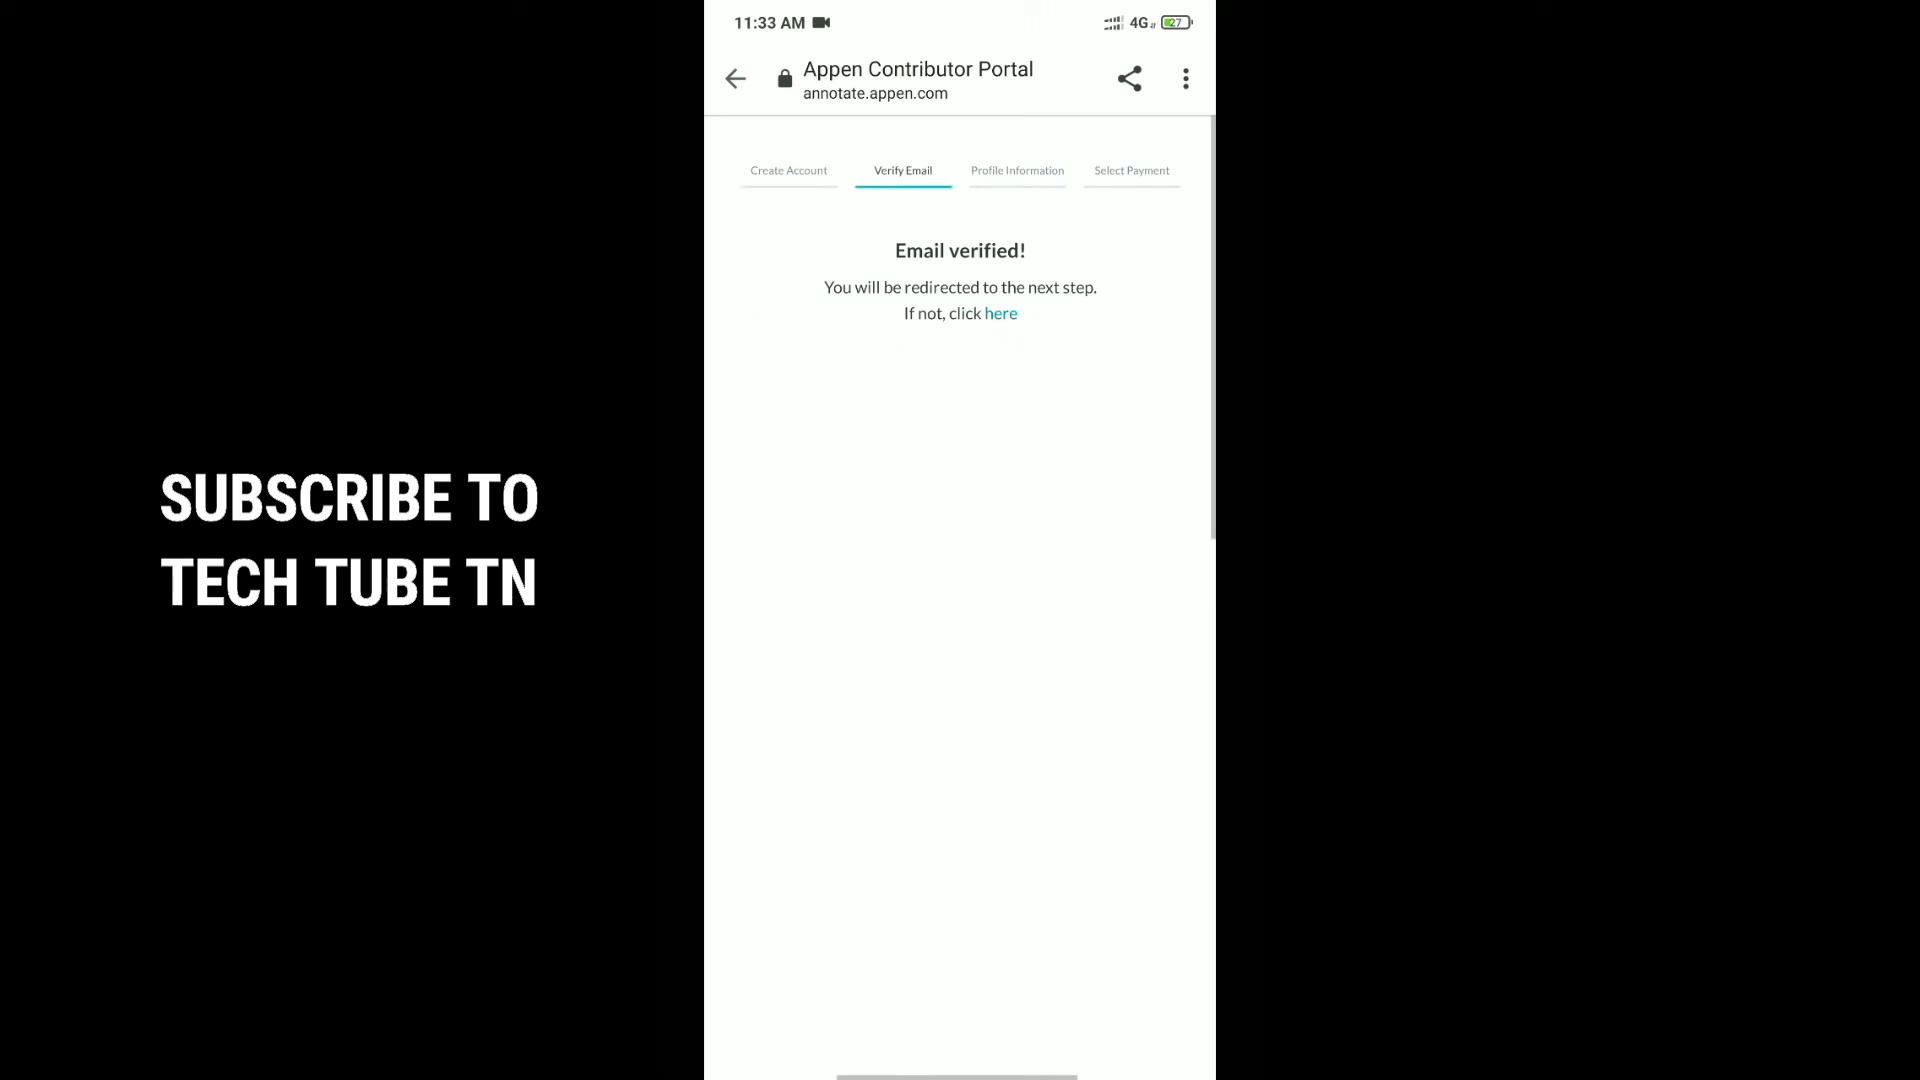 11:33 AM
4G 27
Appen Contributor Portal
annotate.appen.com
Create Account Verify Email Profile Information Select Payment
Email verified!
You will be redirected to the next step.
If not, click here
SUBSCRIBE TO
TECH TUBE TN